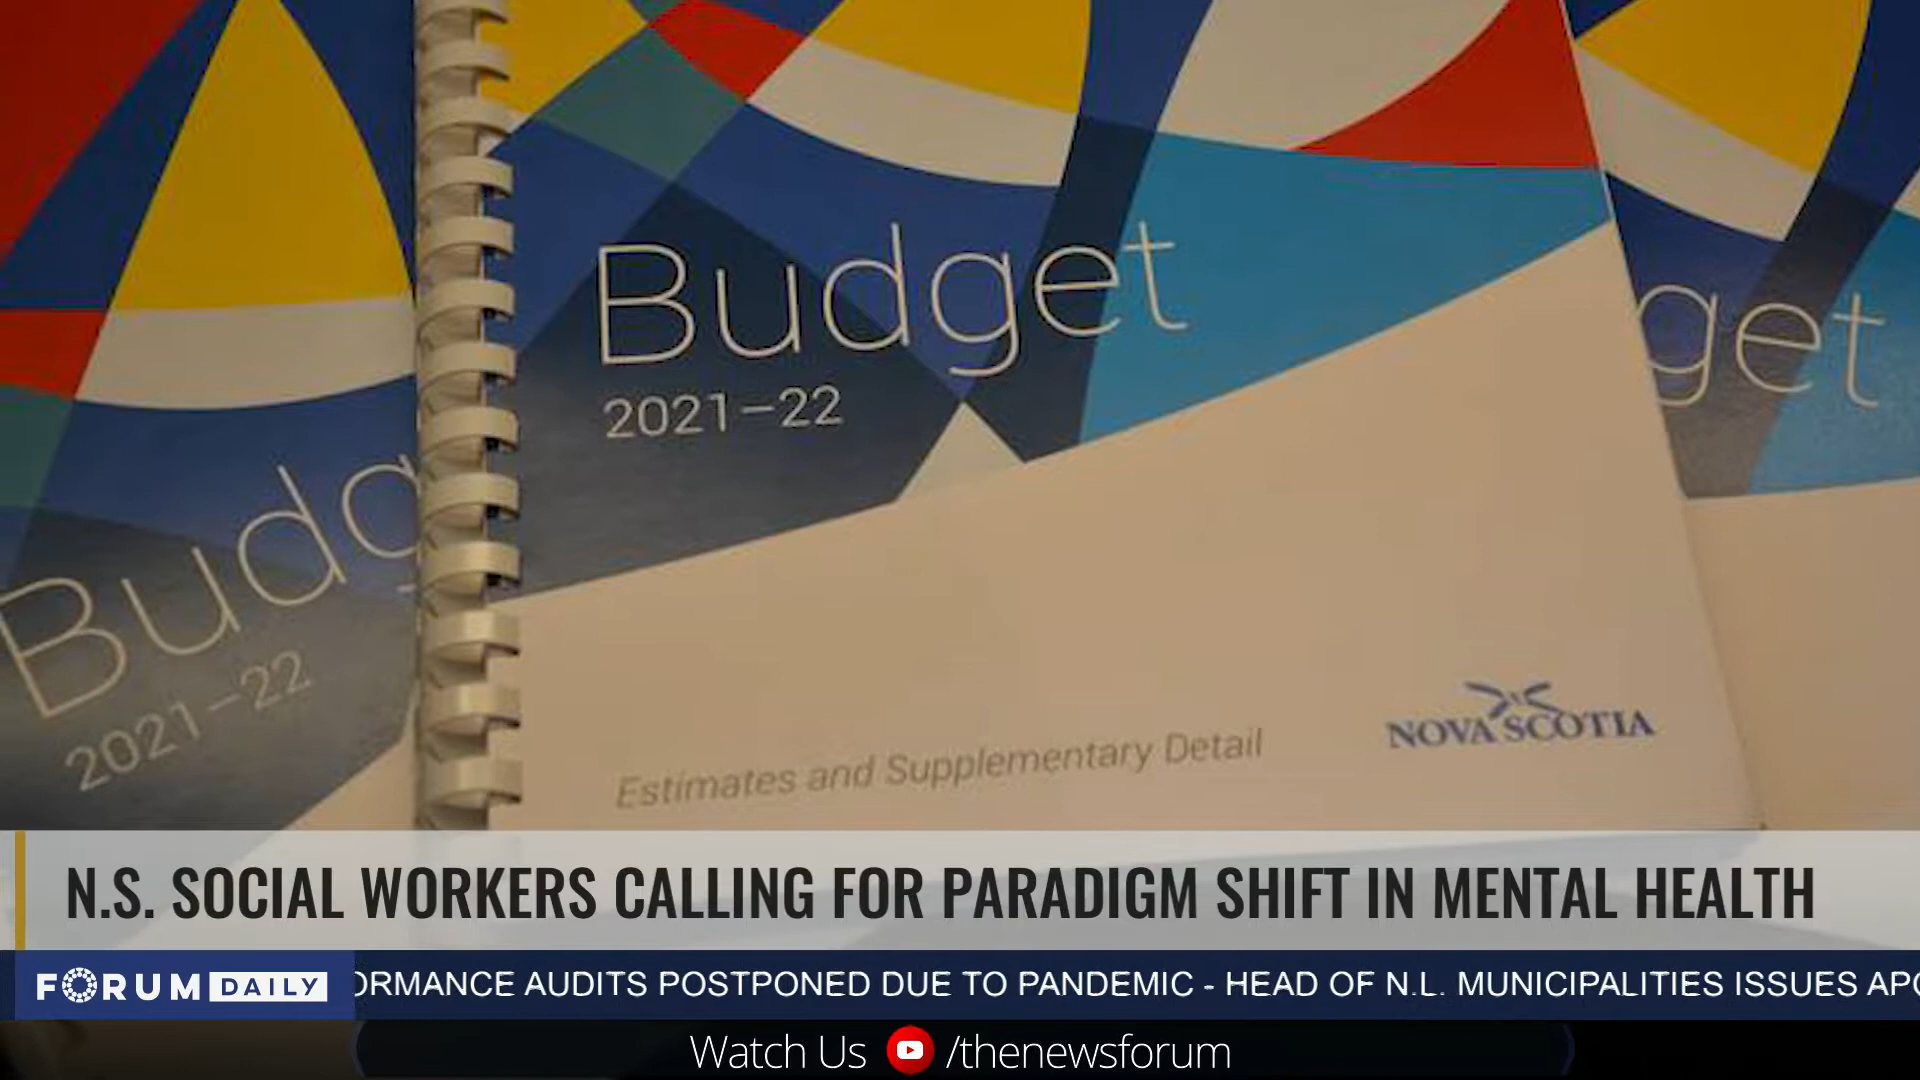 Budget
2021–22
get
Budg
2021–22
Estimates and Supplementary Detail
NOVA SCOTIA
N.S. SOCIAL WORKERS CALLING FOR PARADIGM SHIFT IN MENTAL HEALTH
FORUM DAILY
ORMANCE AUDITS POSTPONED DUE TO PANDEMIC - HEAD OF N.L. MUNICIPALITIES ISSUES APO
Watch Us /thenewsforum